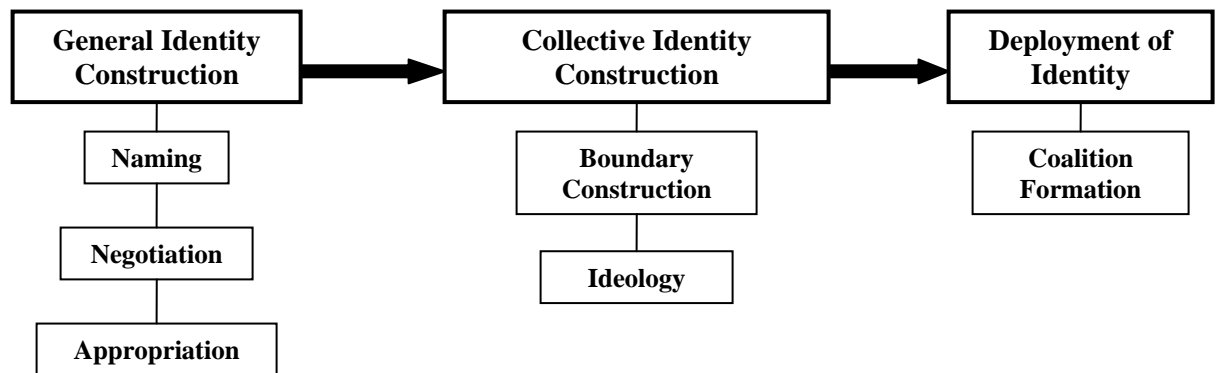 General Identity
Construction
Collective Identity
Construction
Deployment of
Identity
Naming
Negotiation
Appropriation
Boundary
Construction
Ideology
Coalition
Formation